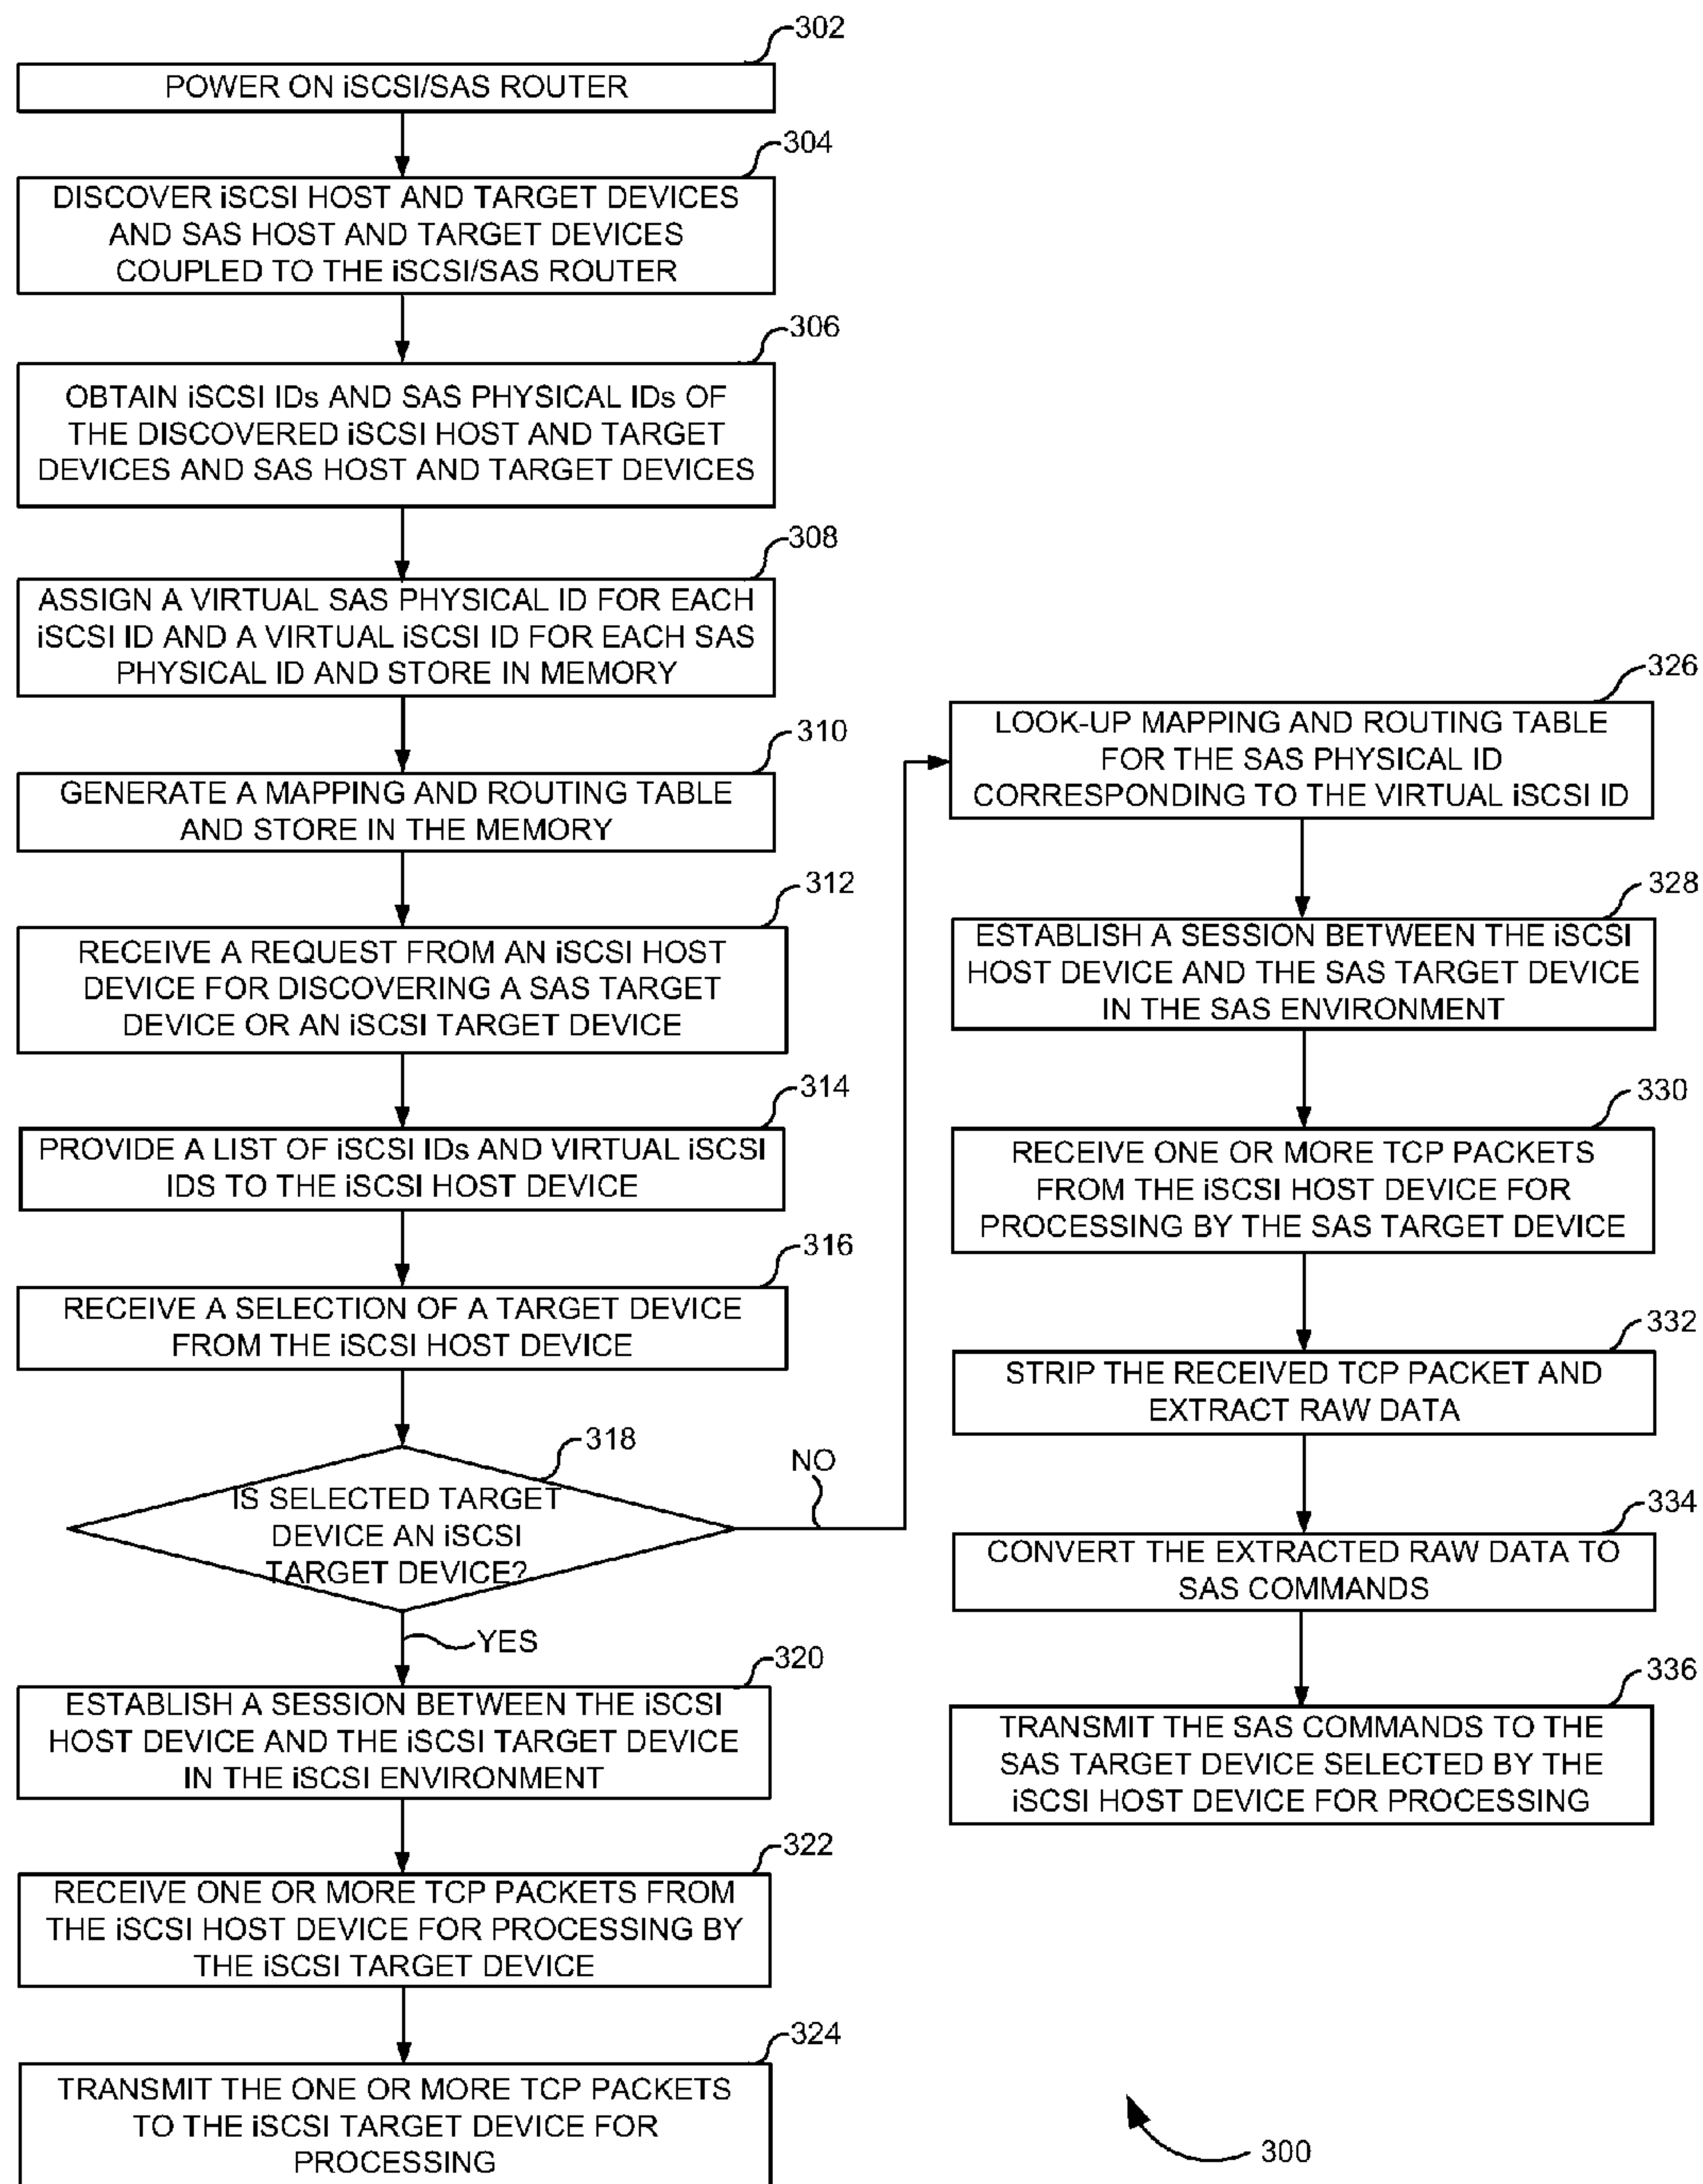 302
POWER ON iSCSI/SAS ROUTER
304
DISCOVER iSCSI HOST AND TARGET DEVICES
AND SAS HOST AND TARGET DEVICES
COUPLED TO THE iSCSI/SAS ROUTER
306
OBTAIN iSCSI IDs AND SAS PHYSICAL IDs OF
THE DISCOVERED iSCSI HOST AND TARGET
DEVICES AND SAS HOST AND TARGET DEVICES
308
ASSIGN A VIRTUAL SAS PHYSICAL ID FOR EACH
iSCSI ID AND A VIRTUAL iSCSI ID FOR EACH SAS
PHYSICAL ID AND STORE IN MEMORY
310
GENERATE A MAPPING AND ROUTING TABLE
AND STORE IN THE MEMORY
312
RECEIVE A REQUEST FROM AN iSCSI HOST
DEVICE FOR DISCOVERING A SAS TARGET
DEVICE OR AN iSCSI TARGET DEVICE
314
PROVIDE A LIST OF iSCSI IDs AND VIRTUAL iSCSI
IDS TO THE iSCSI HOST DEVICE
316
RECEIVE A SELECTION OF A TARGET DEVICE
FROM THE iSCSI HOST DEVICE
318
IS SELECTED TARGET
DEVICE AN iSCSI
TARGET DEVICE?
NO
YES
320
ESTABLISH A SESSION BETWEEN THE iSCSI
HOST DEVICE AND THE iSCSI TARGET DEVICE
IN THE iSCSI ENVIRONMENT
322
RECEIVE ONE OR MORE TCP PACKETS FROM
THE iSCSI HOST DEVICE FOR PROCESSING BY
THE iSCSI TARGET DEVICE
324
TRANSMIT THE ONE OR MORE TCP PACKETS
TO THE iSCSI TARGET DEVICE FOR
PROCESSING
326
LOOK-UP MAPPING AND ROUTING TABLE
FOR THE SAS PHYSICAL ID
CORRESPONDING TO THE VIRTUAL iSCSI ID
328
ESTABLISH A SESSION BETWEEN THE iSCSI
HOST DEVICE AND THE SAS TARGET DEVICE
IN THE SAS ENVIRONMENT
330
RECEIVE ONE OR MORE TCP PACKETS
FROM THE iSCSI HOST DEVICE FOR
PROCESSING BY THE SAS TARGET DEVICE
332
STRIP THE RECEIVED TCP PACKET AND
EXTRACT RAW DATA
334
CONVERT THE EXTRACTED RAW DATA TO
SAS COMMANDS
336
TRANSMIT THE SAS COMMANDS TO THE
SAS TARGET DEVICE SELECTED BY THE
iSCSI HOST DEVICE FOR PROCESSING
300